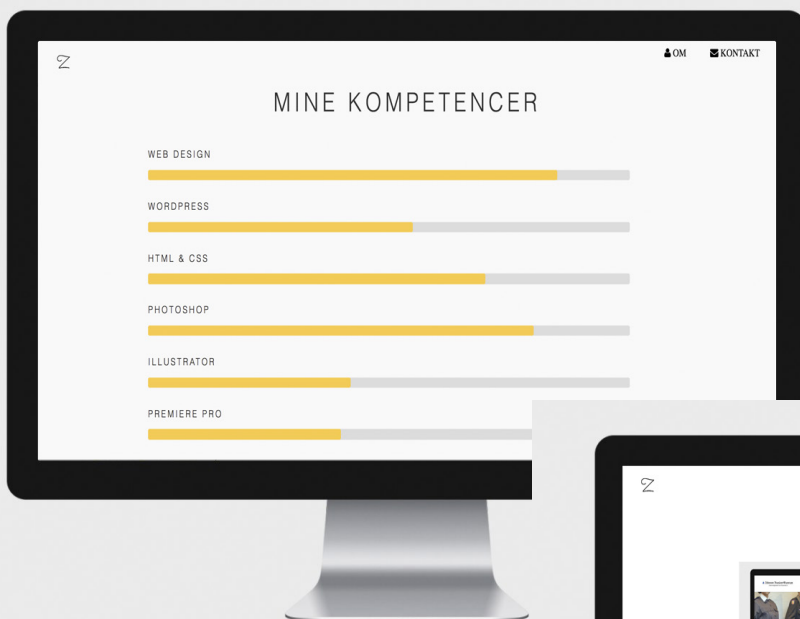 Z
OM
KONTAKT
MINE KOMPETENCER
WEB DESIGN
WORDPRESS
HTML & CSS
PHOTOSHOP
ILLUSTRATOR
PREMIERE PRO
Z